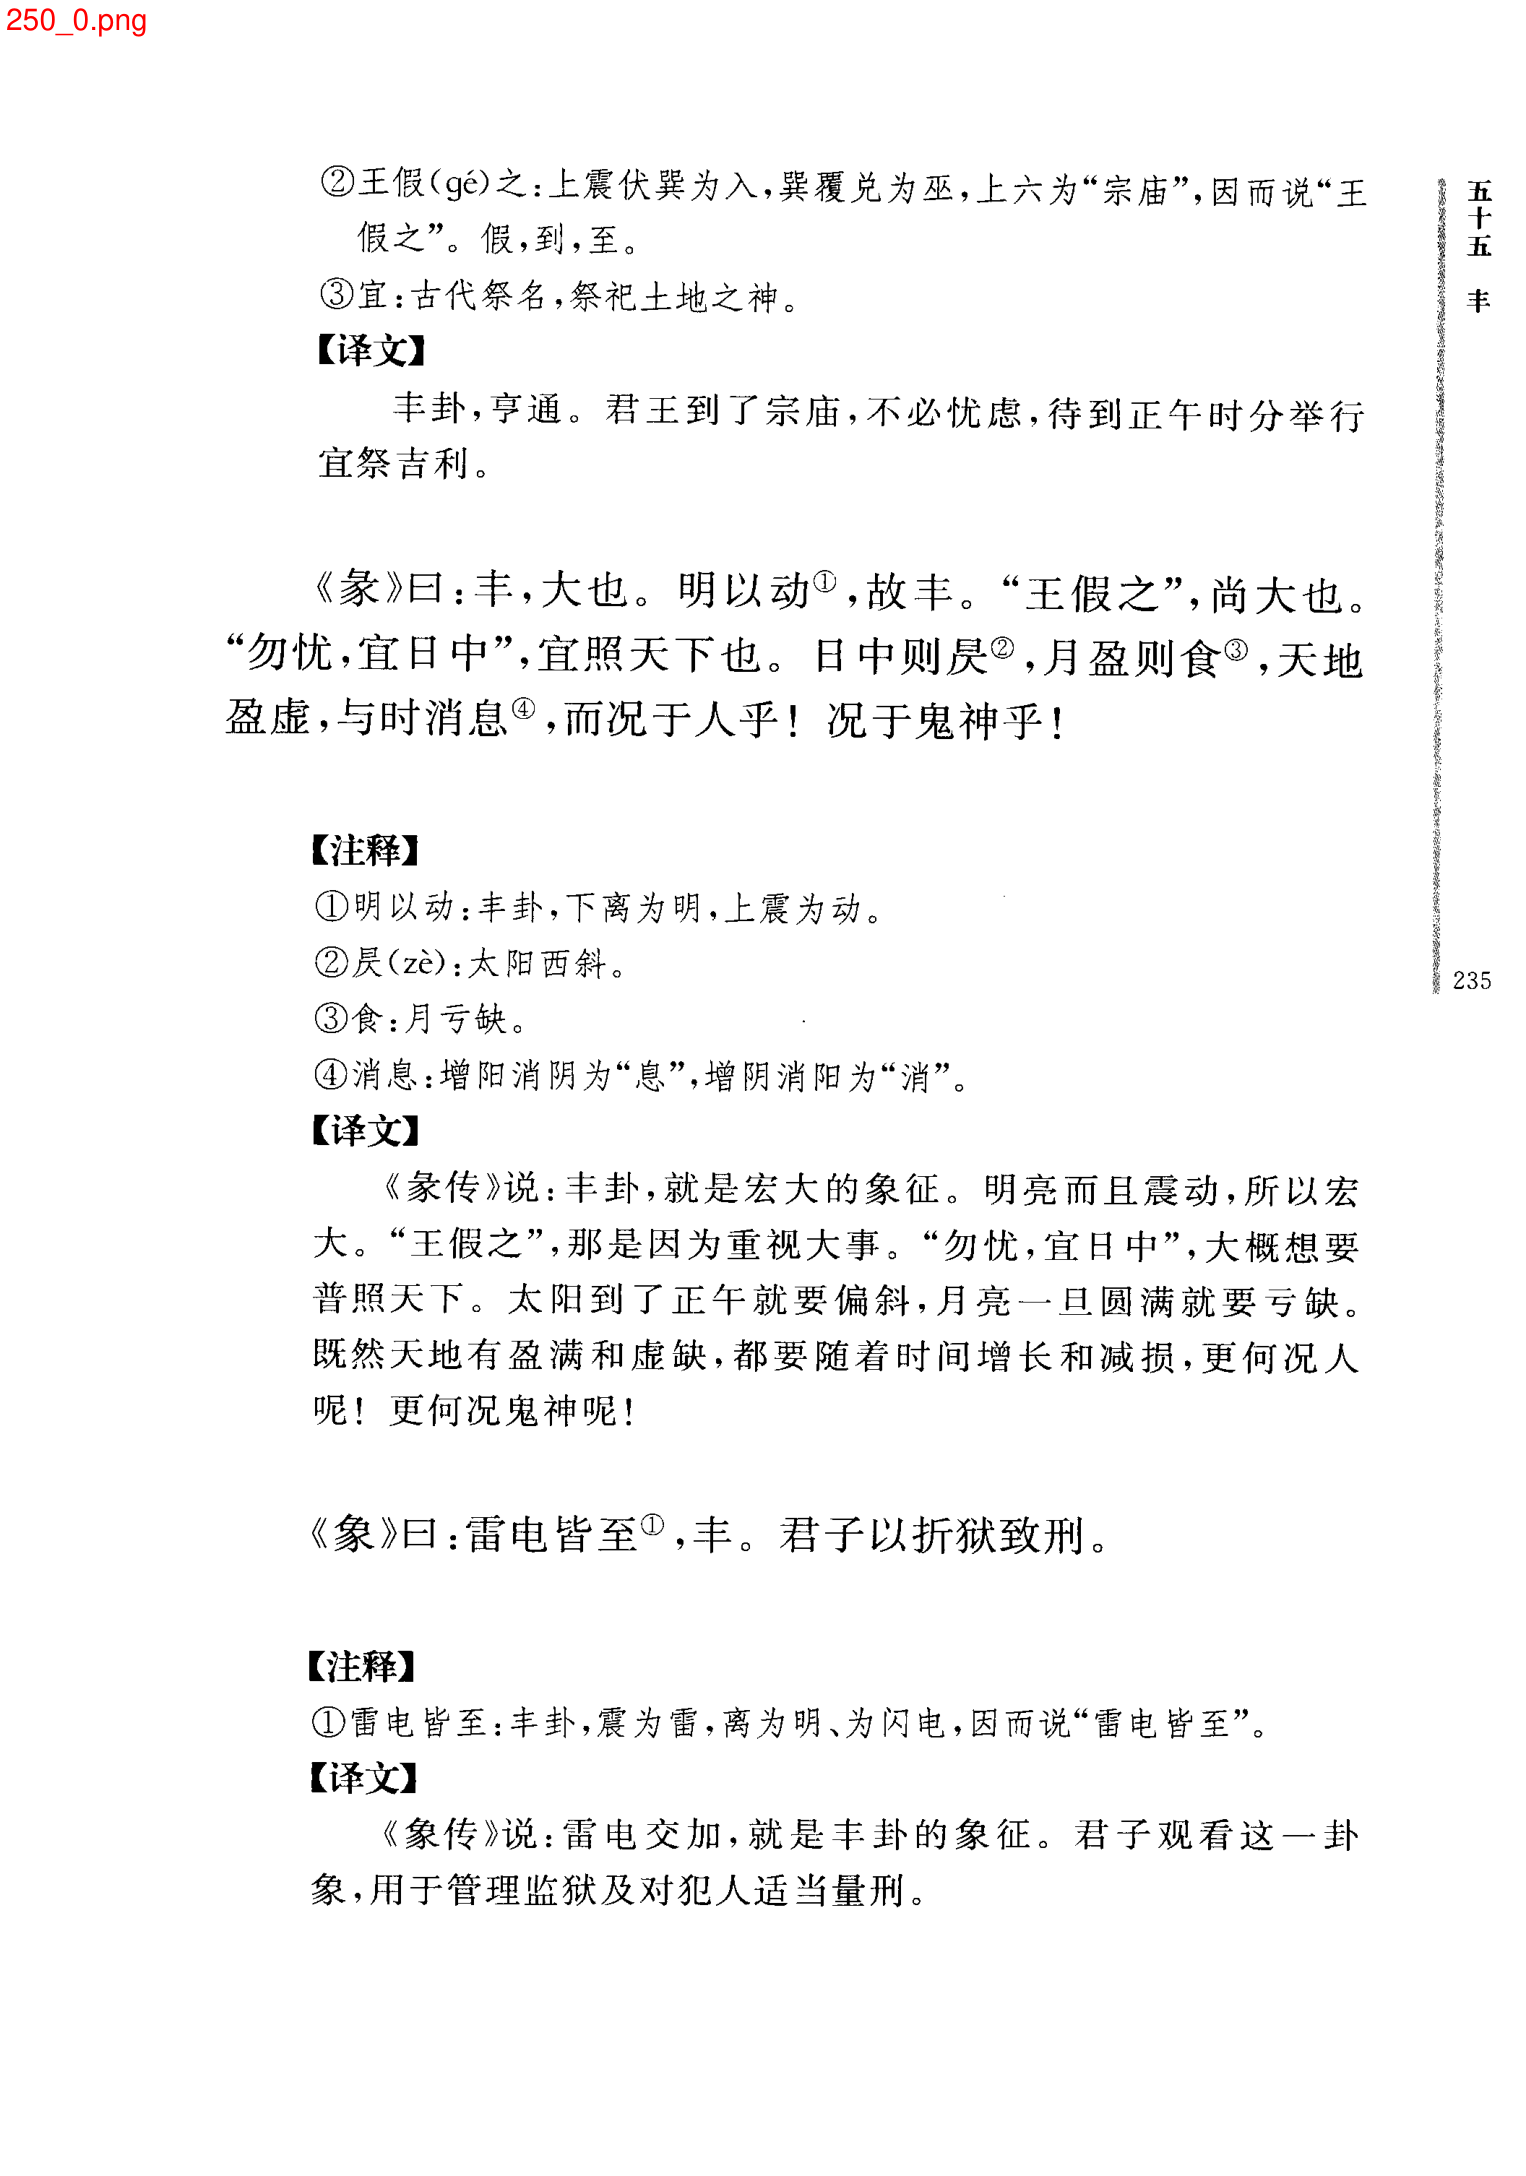 250_0.png
②王假(gé)之:上震伏巽为入,巽覆兑为巫,上六为“宗庙”,因而说“王
假之”。假,到,至。
③宜:古代祭名,祭祀土地之神。
【译文】
丰卦,亨通。君王到了宗庙,不必忧虑,待到正午时分举行
宜祭吉利。
《彖》曰:丰,大也。明以动①,故丰。“王假之”,尚大也。
“勿忧,宜日中”,宜照天下也。日中则昃②,月盈则食③,天地
盈虚,与时消息④,而况于人乎!况于鬼神乎!
【注释】
①明以动:丰卦,下离为明,上震为动。
②昃(zè):太阳西斜。
③食:月亏缺。
④消息:增阳消阴为“息”,增阴消阳为“消”。
【译文】
《彖传》说:丰卦,就是宏大的象征。明亮而且震动,所以宏
大。“王假之”,那是因为重视大事。“勿忧,宜日中”,大概想要
普照天下。太阳到了正午就要偏斜,月亮一旦圆满就要亏缺。
既然天地有盈满和虚缺,都要随着时间增长和减损,更何况人
呢!更何况鬼神呢!
《象》曰:雷电皆至①,丰。君子以折狱致刑。
【注释】
①雷电皆至:丰卦,震为雷,离为明、为闪电,因而说“雷电皆至”。
【译文】
《象传》说:雷电交加,就是丰卦的象征。君子观看这一卦
象,用于管理监狱及对犯人适当量刑。
五十五 丰
235